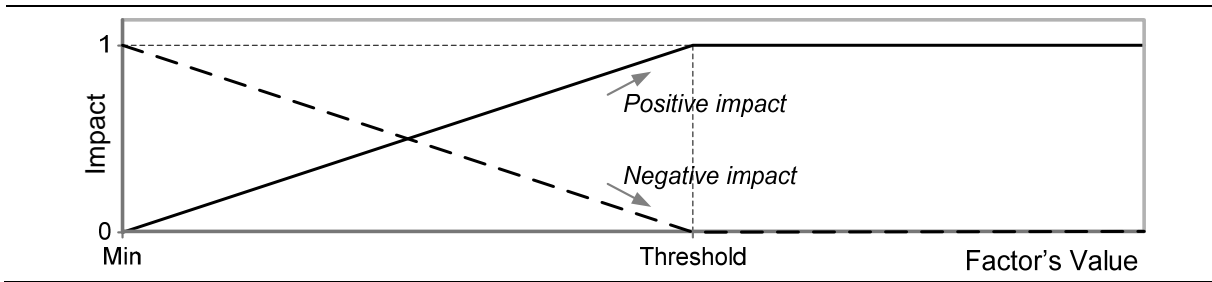 1
Positive impact
Impact
Negative impact
0
Min
Threshold
Factor’s Value